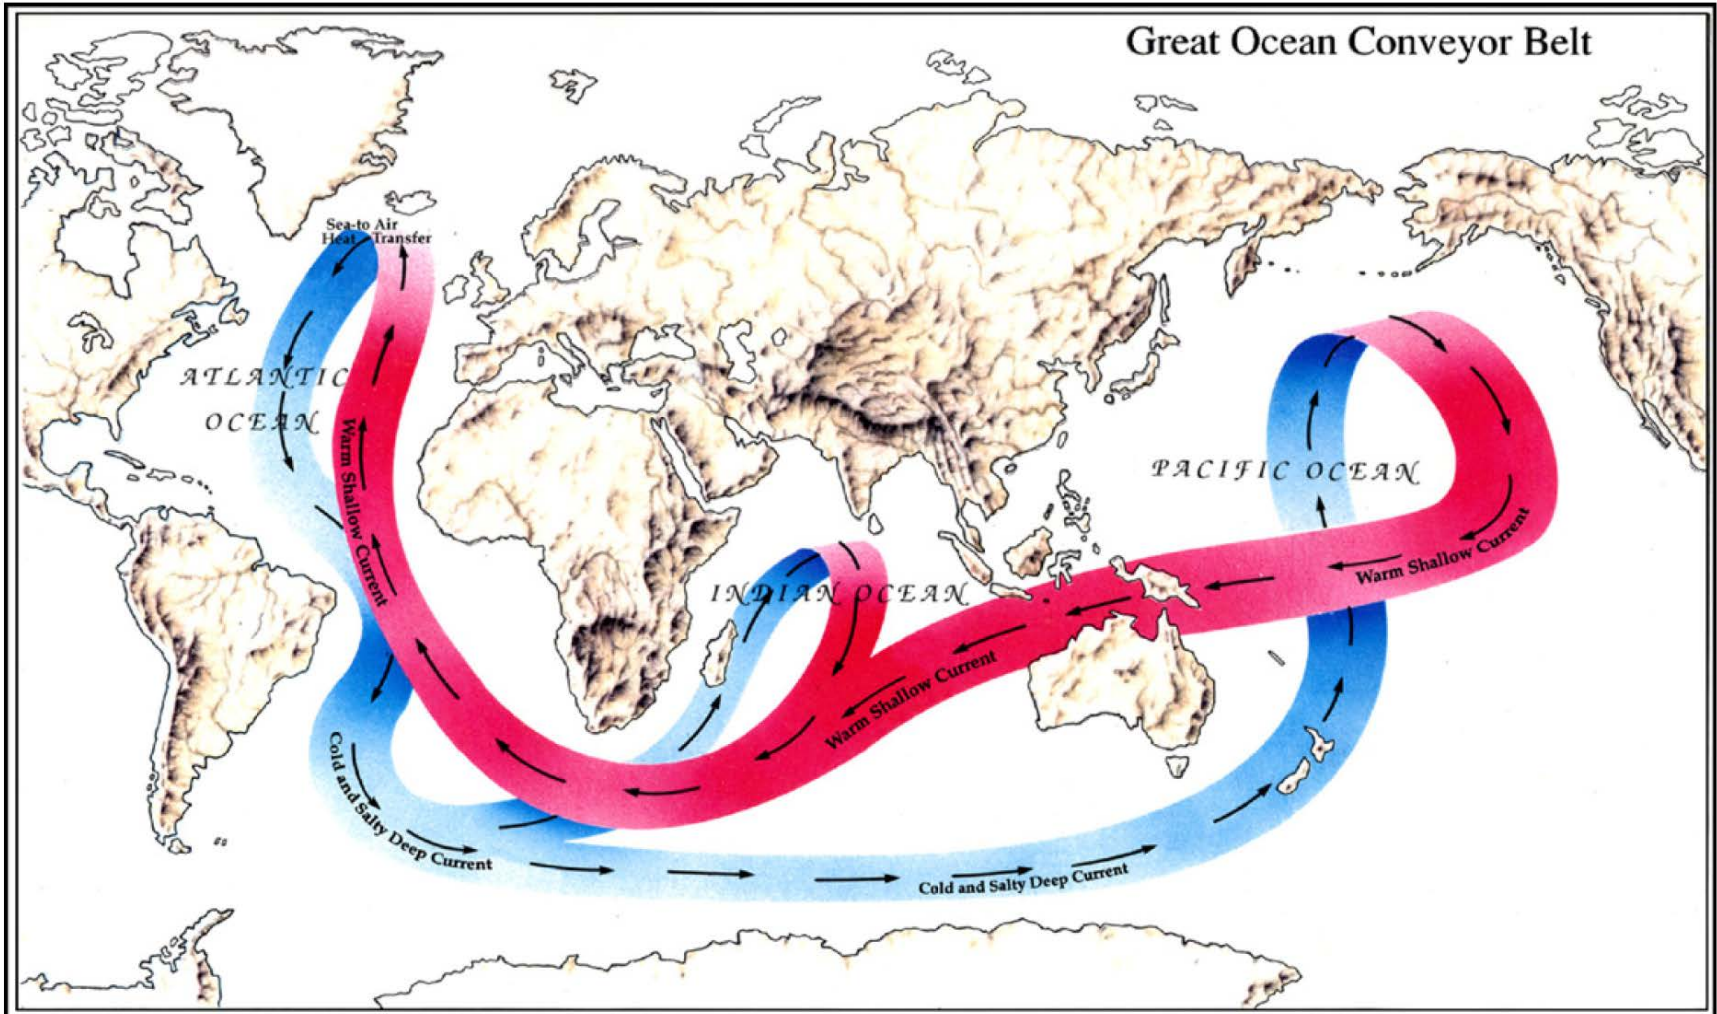 Great Ocean Conveyor Belt
Sea-to Air
Heat Transfer
ATLANTIC
OCEAN
Warm Shallow Current
PACIFIC OCEAN
Warm Shallow Current
INDIAN OCEAN
Warm Shallow Current
Cold and Salty Deep Current
Cold and Salty Deep Current